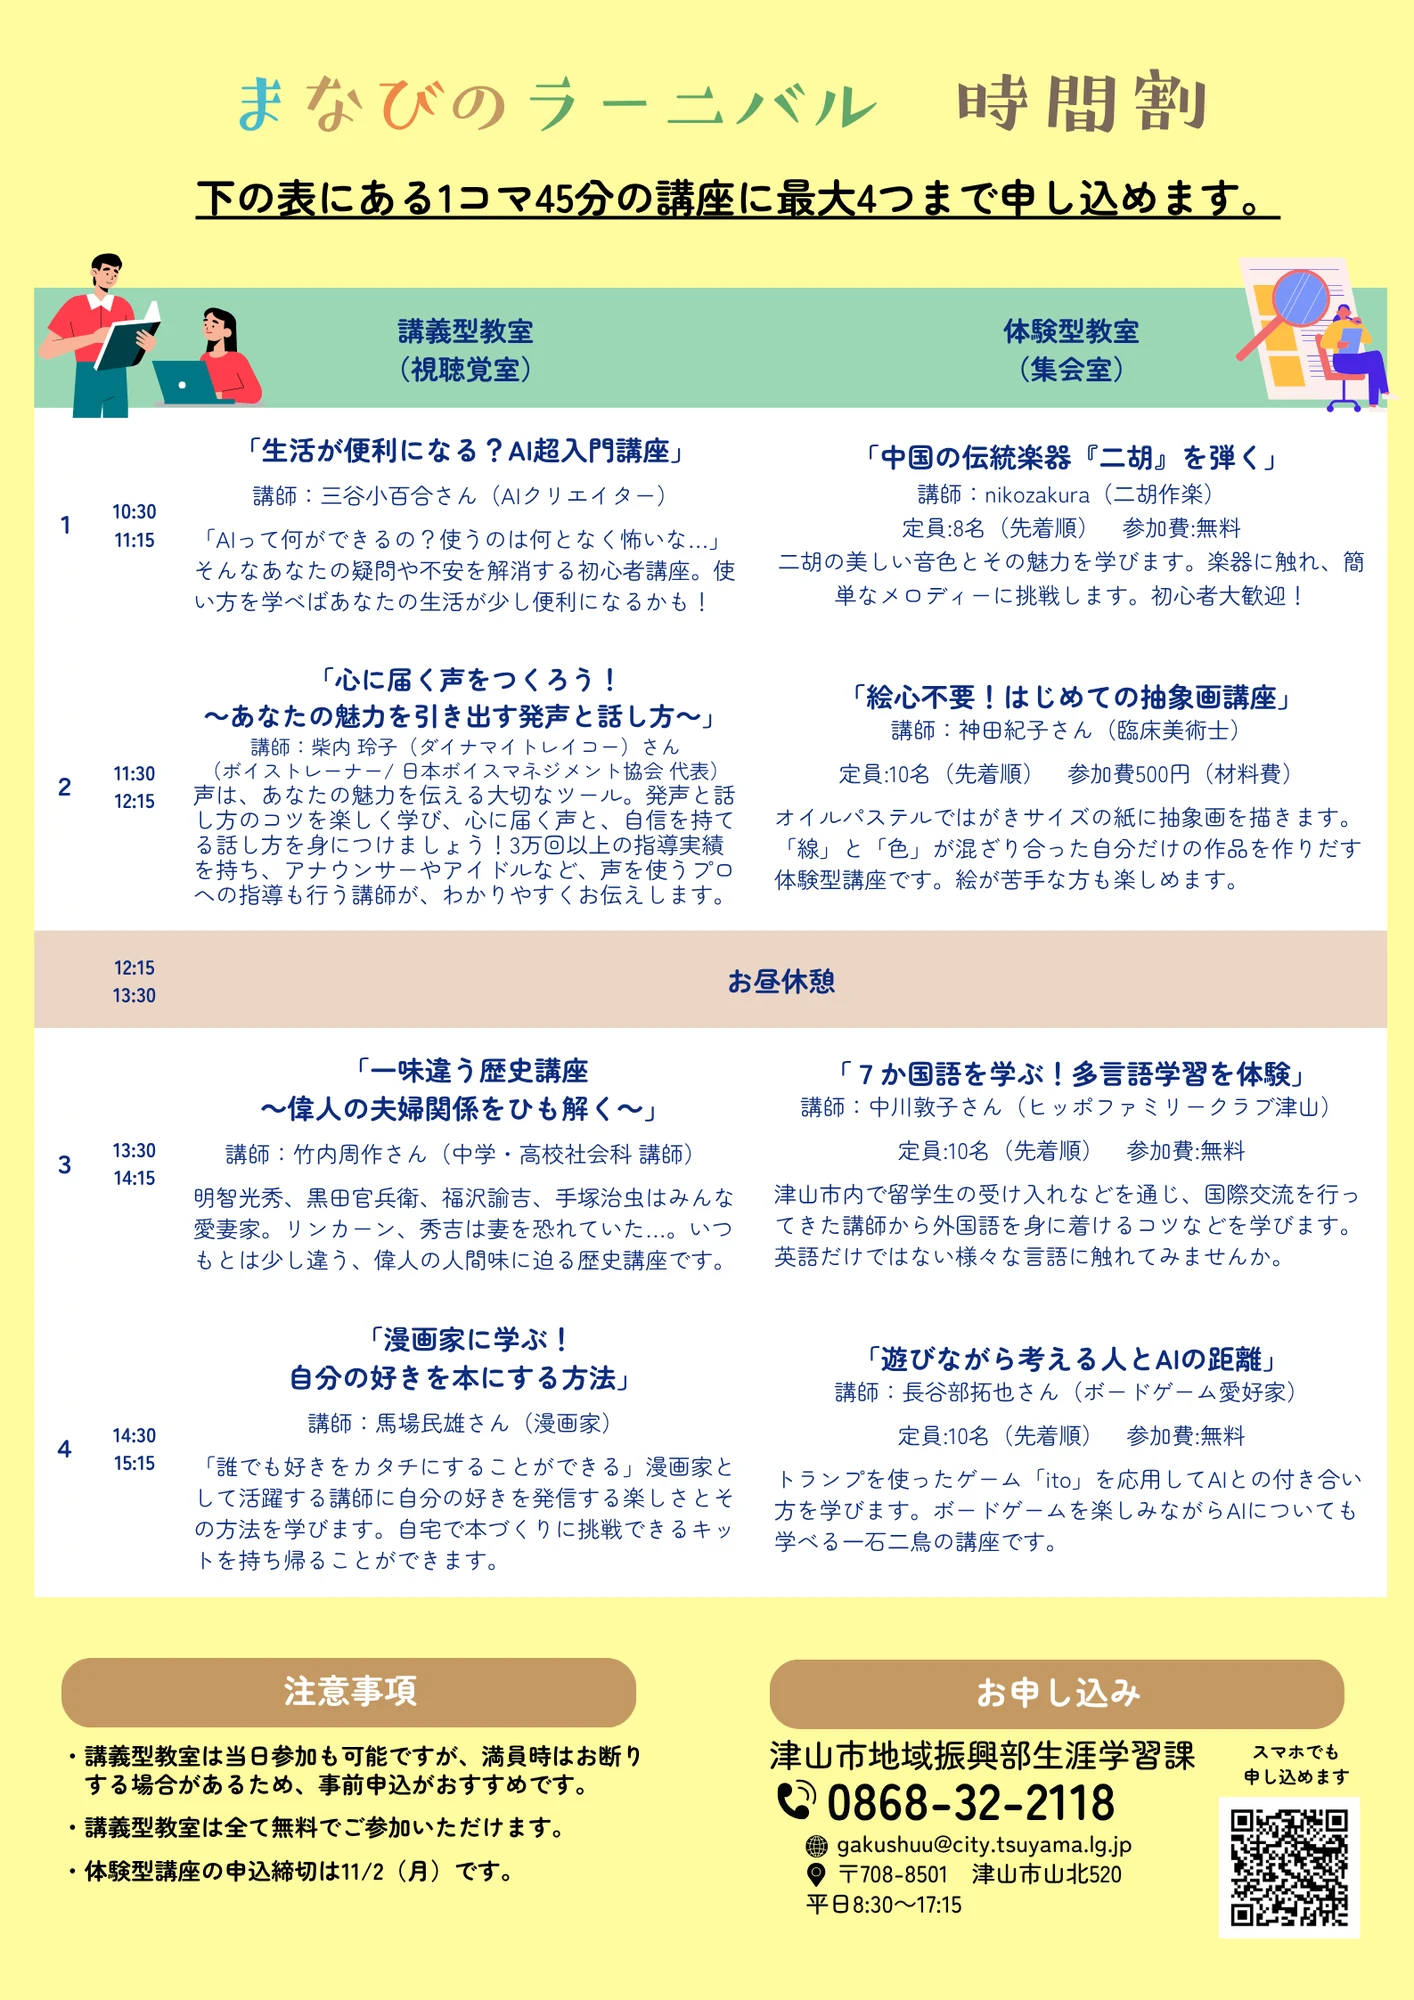 まなびのラーニバル　時間割
下の表にある1コマ45分の講座に最大4つまで申し込めます。
講義型教室
（視聴覚室）
体験型教室
（集会室）
1
10:30
11:15
「生活が便利になる？AI超入門講座」
講師：三谷小百合さん（AIクリエイター）
「AIって何ができるの？使うのは何となく怖いな…」
そんなあなたの疑問や不安を解消する初心者講座。使
い方を学べばあなたの生活が少し便利になるかも！
「中国の伝統楽器『二胡』を弾く」
講師：nikozakura（二胡作楽）
定員:8名（先着順）　参加費:無料
二胡の美しい音色とその魅力を学びます。楽器に触れ、簡
単なメロディーに挑戦します。初心者大歓迎！
2
11:30
12:15
「心に届く声をつくろう！
～あなたの魅力を引き出す発声と話し方～」
講師：柴内 玲子（ダイナマイトレイコー）さん
（ボイストレーナー/ 日本ボイスマネジメント協会 代表）
声は、あなたの魅力を伝える大切なツール。発声と話
し方のコツを楽しく学び、心に届く声と、自信を持て
る話し方を身につけましょう！3万回以上の指導実績
を持ち、アナウンサーやアイドルなど、声を使うプロ
への指導も行う講師が、わかりやすくお伝えします。
「絵心不要！はじめての抽象画講座」
講師：神田紀子さん（臨床美術士）
定員:10名（先着順）　参加費500円（材料費）
オイルパステルではがきサイズの紙に抽象画を描きます。
「線」と「色」が混ざり合った自分だけの作品を作りだす
体験型講座です。絵が苦手な方も楽しめます。
12:15
13:30
お昼休憩
3
13:30
14:15
「一味違う歴史講座
～偉人の夫婦関係をひも解く～」
講師：竹内周作さん（中学・高校社会科 講師）
明智光秀、黒田官兵衛、福沢諭吉、手塚治虫はみんな
愛妻家。リンカーン、秀吉は妻を恐れていた…。いつ
もとは少し違う、偉人の人間味に迫る歴史講座です。
「７か国語を学ぶ！多言語学習を体験」
講師：中川敦子さん（ヒッポファミリークラブ津山）
定員:10名（先着順）　参加費:無料
津山市内で留学生の受け入れなどを通じ、国際交流を行っ
てきた講師から外国語を身に着けるコツなどを学びます。
英語だけではない様々な言語に触れてみませんか。
4
14:30
15:15
「漫画家に学ぶ！
自分の好きを本にする方法」
講師：馬場民雄さん（漫画家）
「誰でも好きをカタチにすることができる」漫画家と
して活躍する講師に自分の好きを発信する楽しさとそ
の方法を学びます。自宅で本づくりに挑戦できるキッ
トを持ち帰ることができます。
「遊びながら考える人とAIの距離」
講師：長谷部拓也さん（ボードゲーム愛好家）
定員:10名（先着順）　参加費:無料
トランプを使ったゲーム「ito」を応用してAIとの付き合い
方を学びます。ボードゲームを楽しみながらAIについても
学べる一石二鳥の講座です。
注意事項
・講義型教室は当日参加も可能ですが、満員時はお断り
する場合があるため、事前申込がおすすめです。
・講義型教室は全て無料でご参加いただけます。
・体験型講座の申込締切は11/2（月）です。
お申し込み
津山市地域振興部生涯学習課
0868-32-2118
gakushuu@city.tsuyama.lg.jp
〒708-8501　津山市山北520
平日8:30～17:15
スマホでも
申し込めます